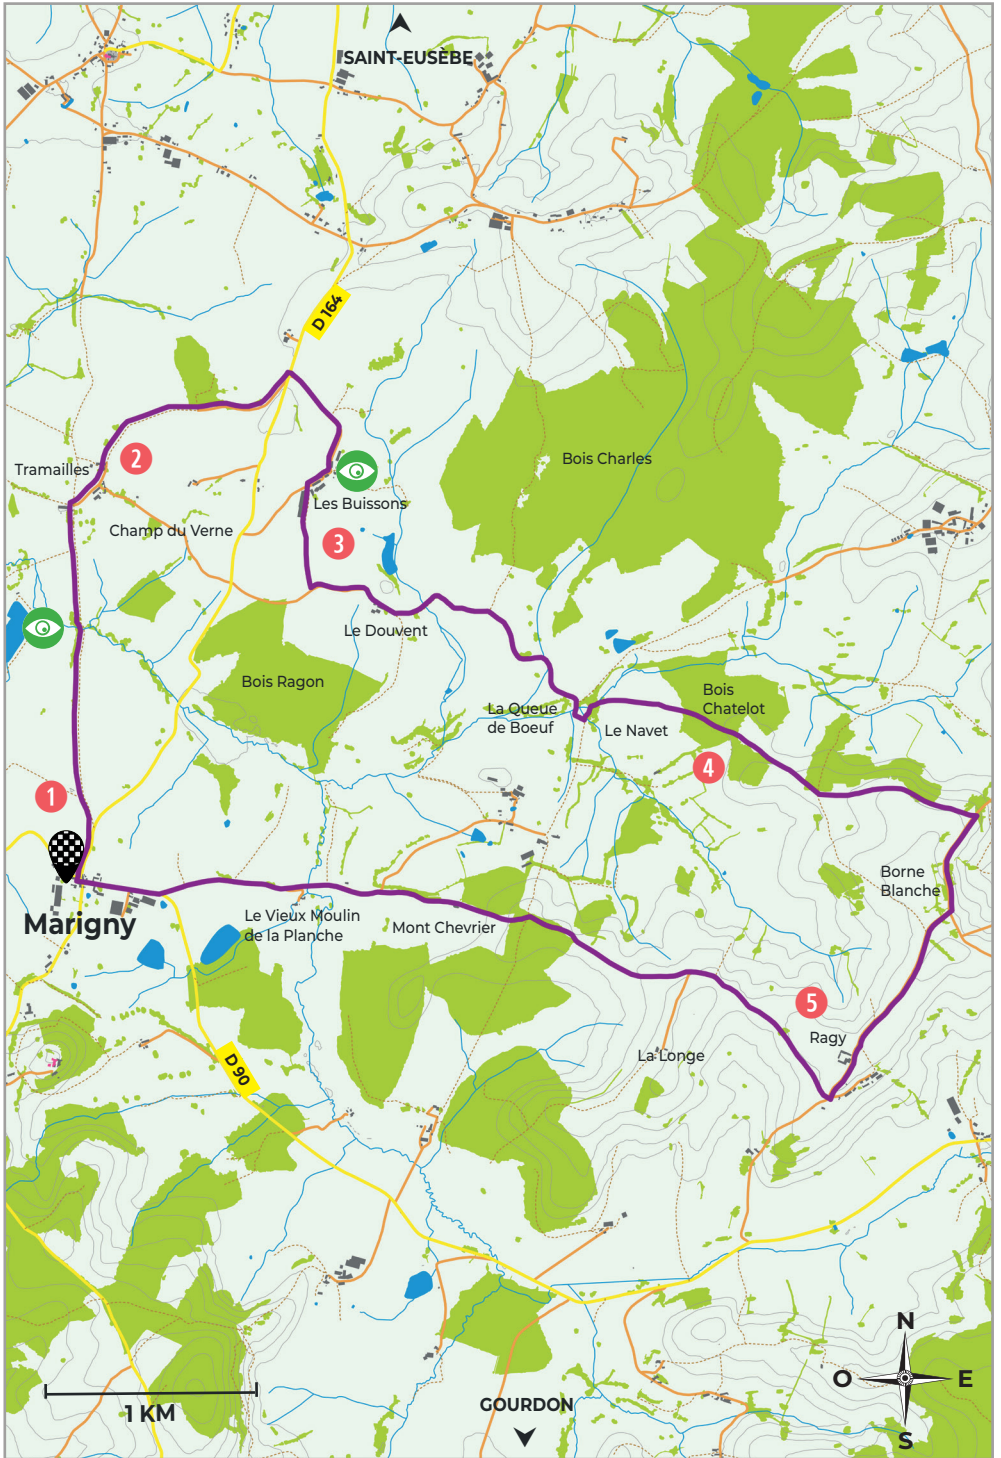 SAINT-EUSÈBE
D 164
Bois Charles
2
Tramailles
Les Buissons
Champ du Verne
3
Le Douvent
Bois Ragon
Bois
Chatelot
La Queue
de Boeuf
Le Navet
4
1
Borne
Blanche
Marigny
Le Vieux Moulin
de la Planche
Mont Chevrier
5
Ragy
La Longe
D 90
N
O
E
S
1 KM
GOURDON